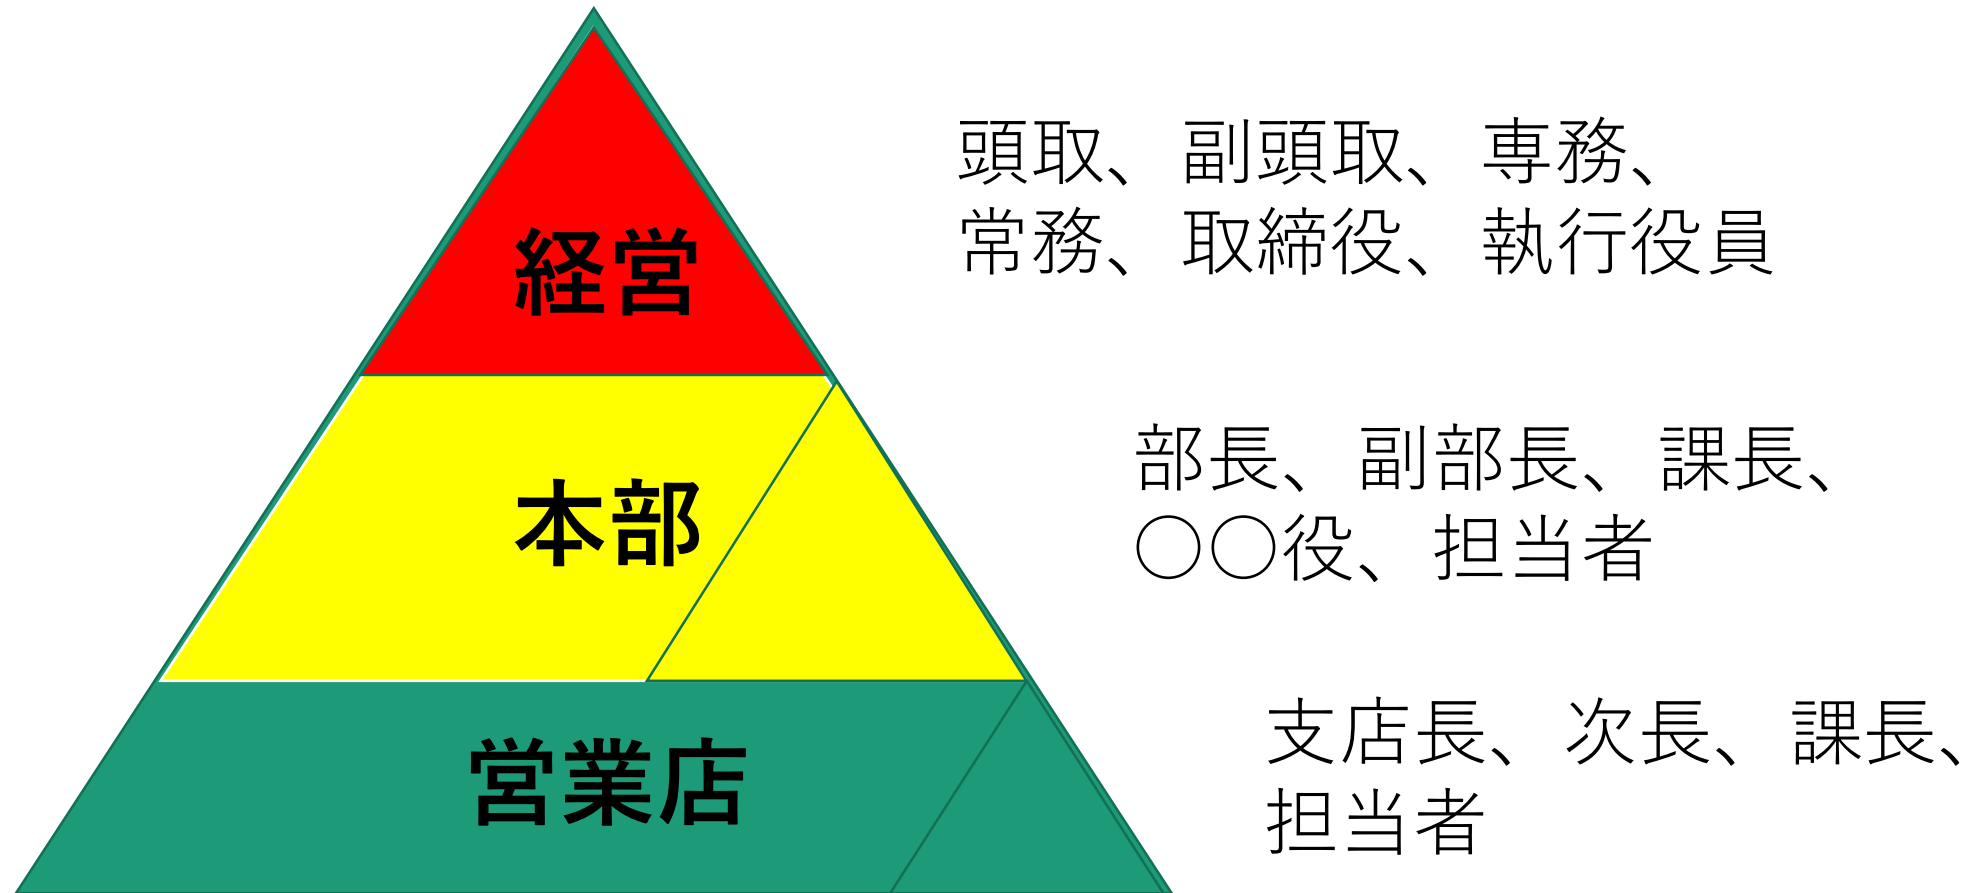 経営
頭取、副頭取、専務、
常務、取締役、執行役員
本部
部長、副部長、課長、
○○役、担当者
営業店
支店長、次長、課長、
担当者